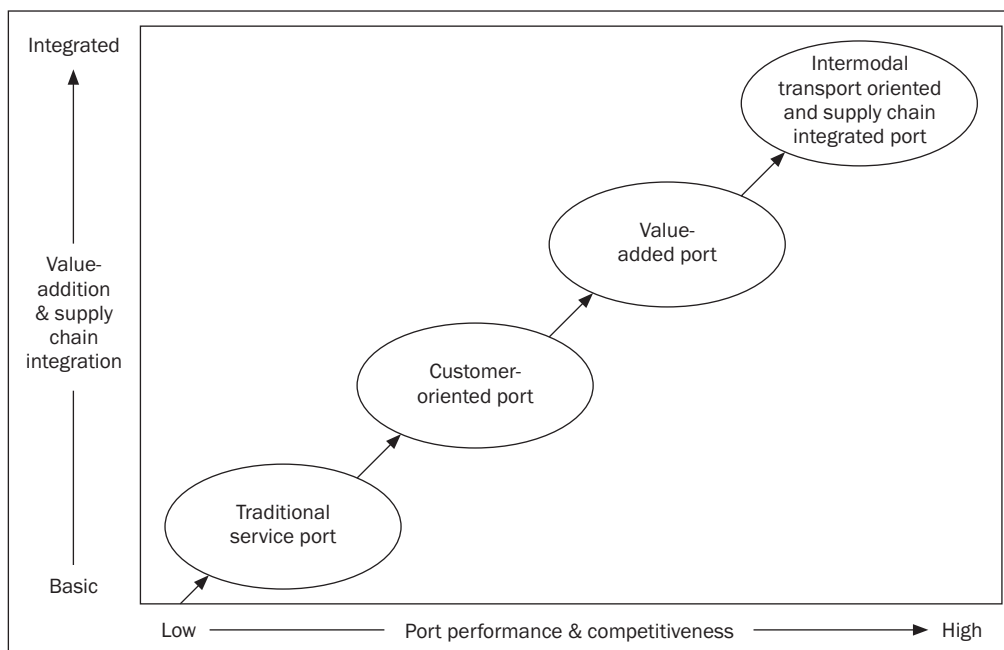 Integrated
Intermodal
transport oriented
and supply chain
integrated port
Value-
added port
Value-
addition
& supply
chain
integration
Customer-
oriented port
Traditional
service port
Basic
Low
Port performance & competitiveness
High